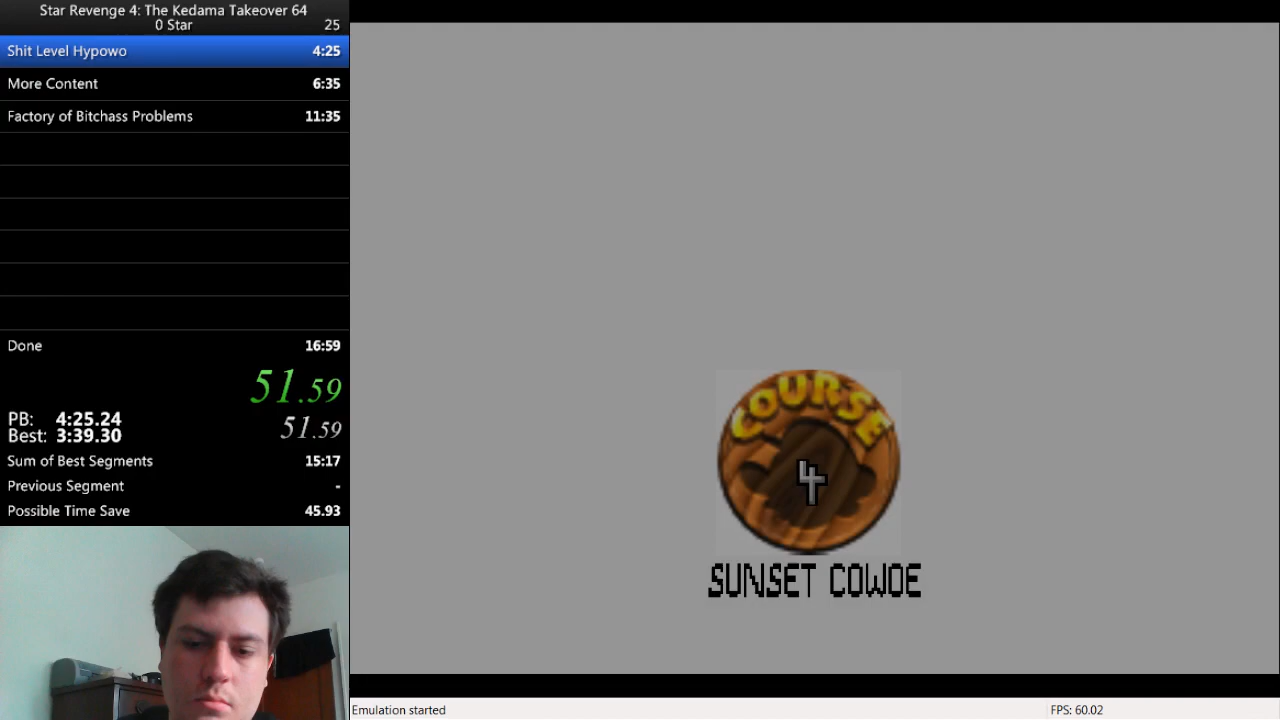 Star Revenge 4: The Kedama Takeover 64
0 Star 25
Shit Level Hypowo 4:25
More Content 6:35
Factory of Bitchass Problems 11:35
Done 16:59
51.59
PB: 4:25.24
51.59
Best: 3:39.30
Sum of Best Segments 15:17
Previous Segment -
Possible Time Save 45.93
COURSE
4
SUNSET COWOE
Emulation started FPS: 60.02